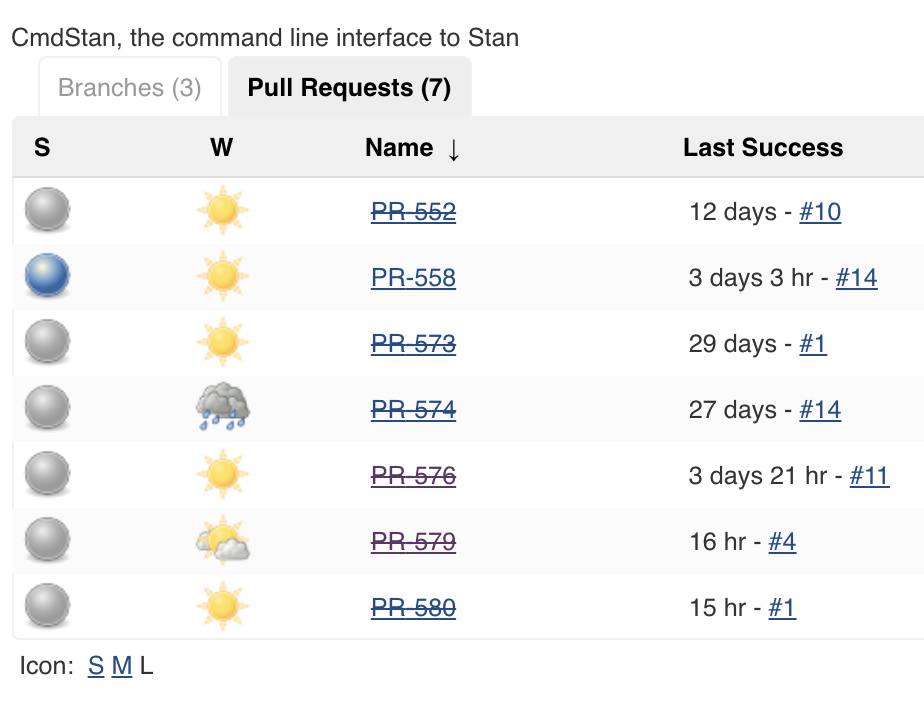 CmdStan, the command line interface to Stan
Branches (3) Pull Requests (7)
S W Name ↓ Last Success
PR-552 12 days - #10
PR-558 3 days 3 hr - #14
PR-573 29 days - #1
PR-574 27 days - #14
PR-576 3 days 21 hr - #11
PR-579 16 hr - #4
PR-580 15 hr - #1
Icon: S M L